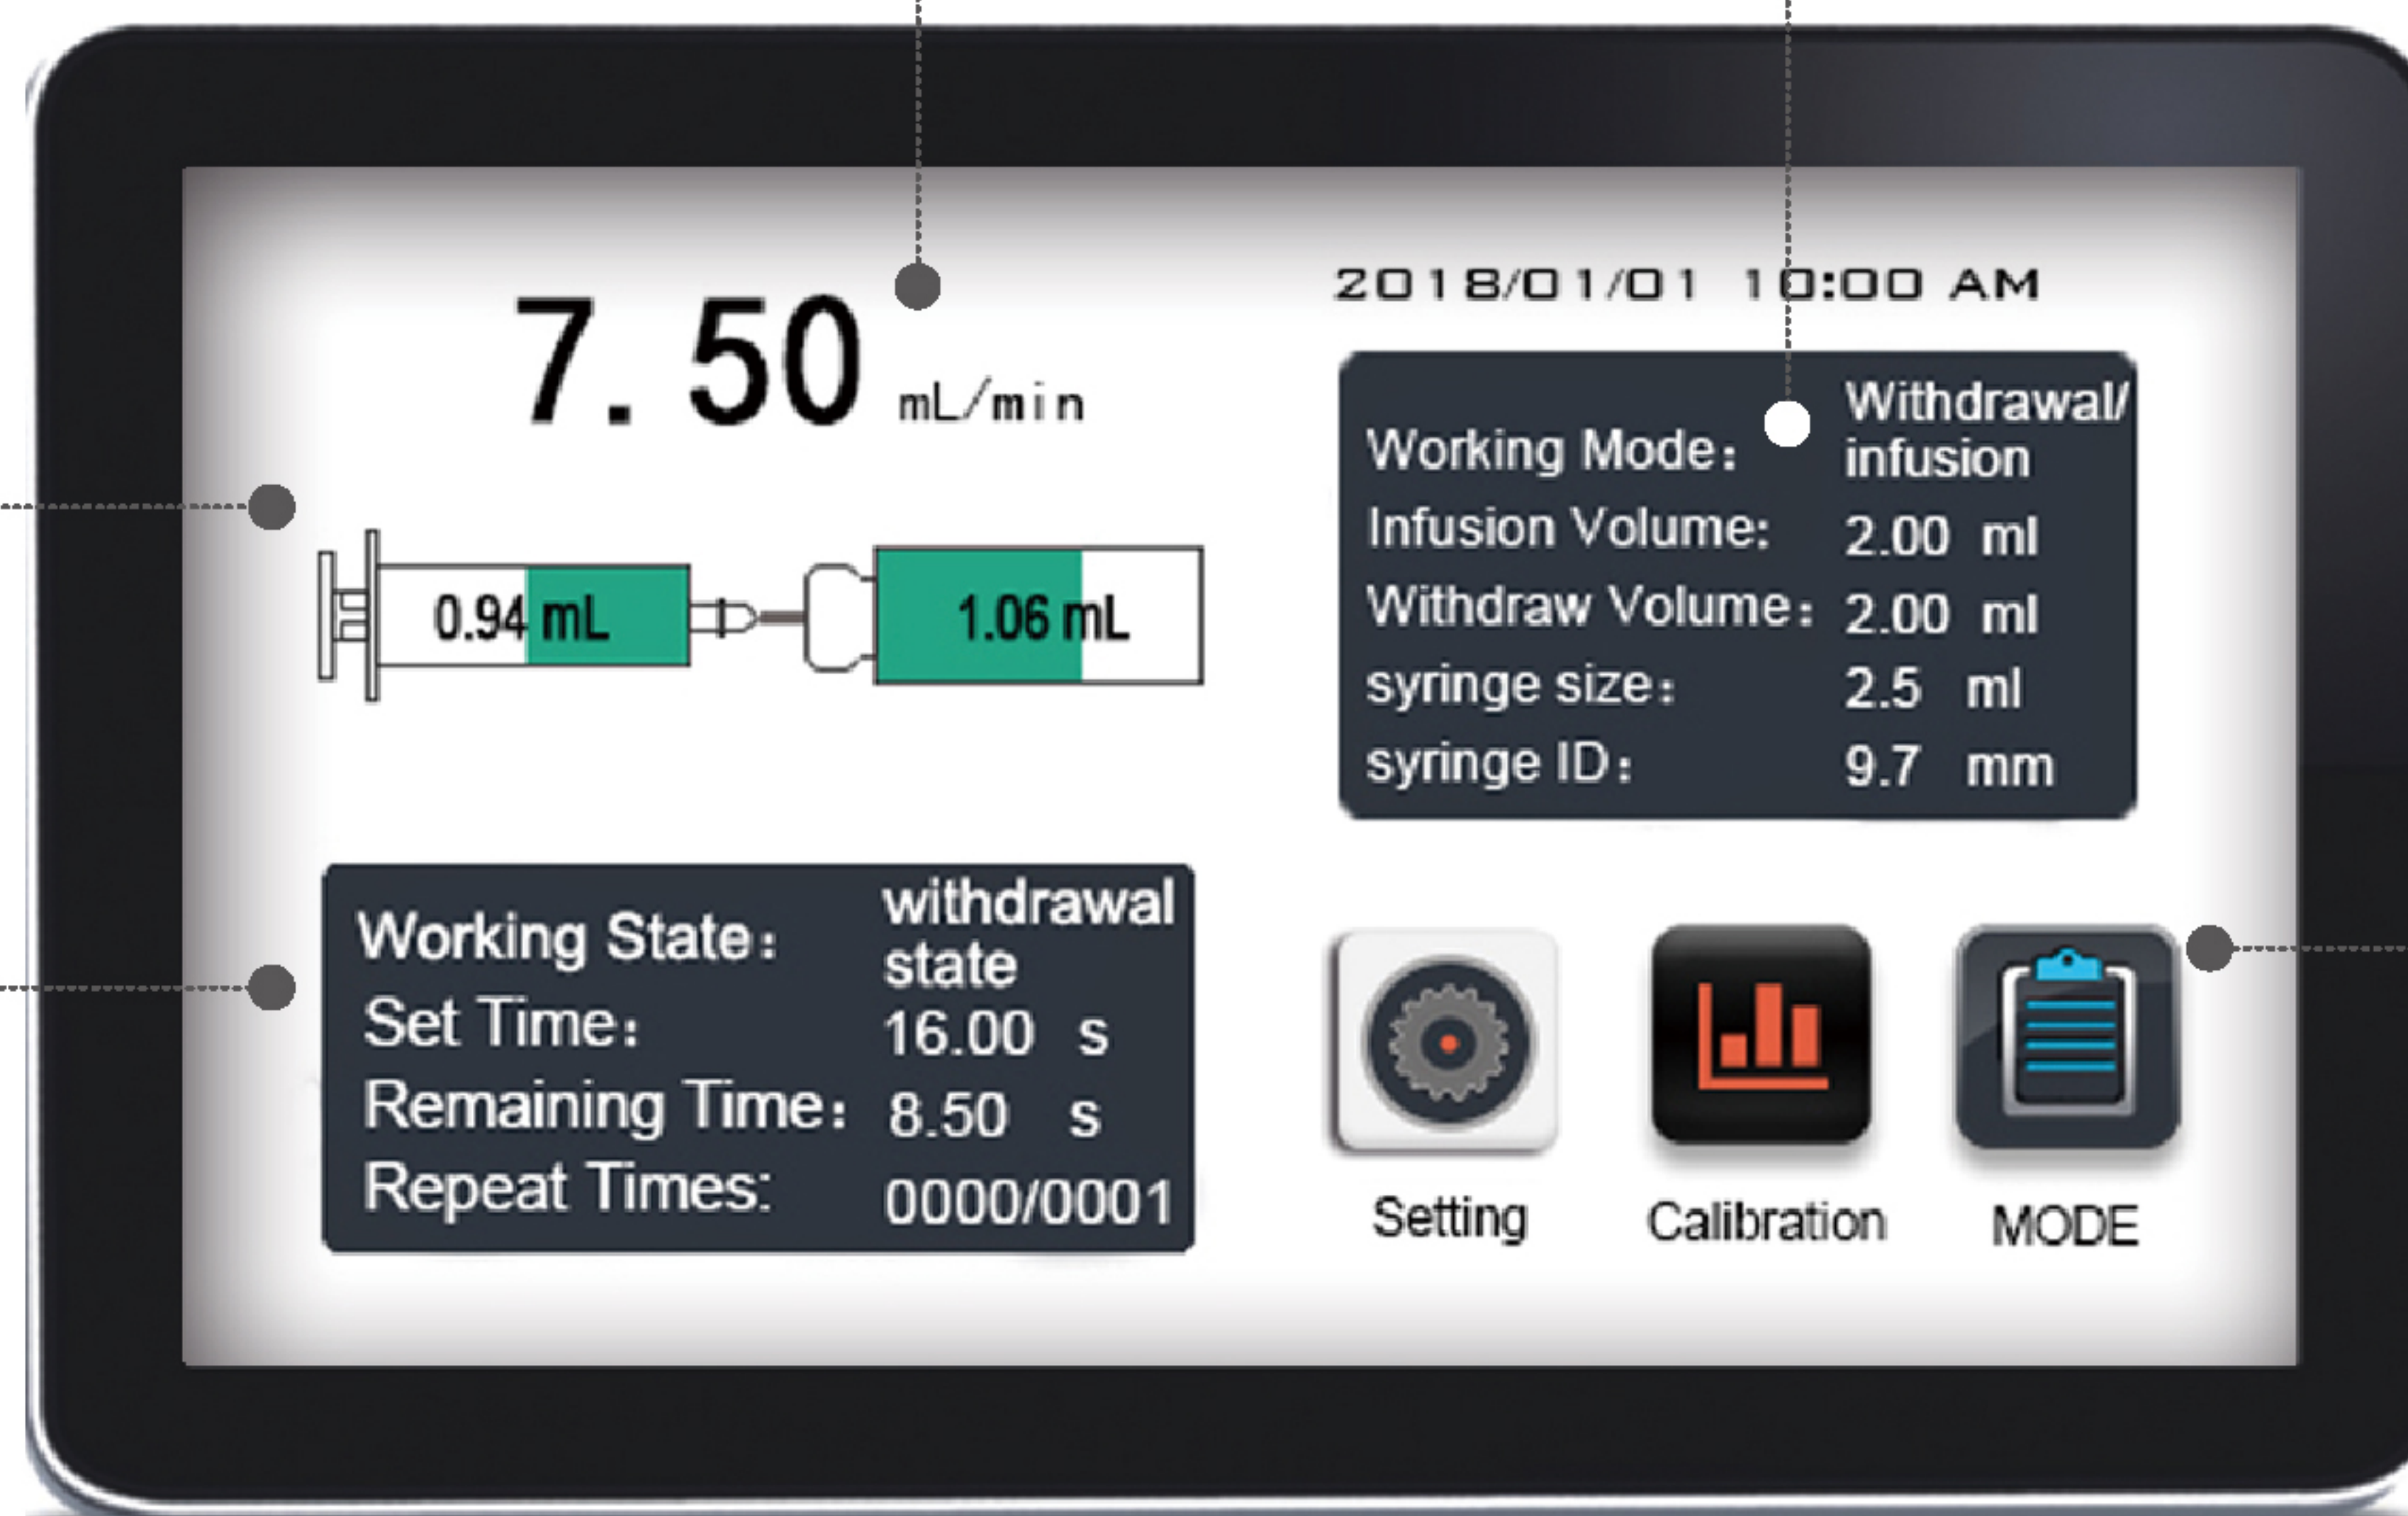 7.50 mL/min
2018/01/01 10:00 AM
0.94 mL
1.06 mL
Working Mode: Withdrawal/
infusion
Infusion Volume: 2.00 ml
Withdraw Volume: 2.00 ml
syringe size: 2.5 ml
syringe ID: 9.7 mm
Working State: withdrawal
state
Set Time: 16.00 s
Remaining Time: 8.50 s
Repeat Times: 0000/0001
Setting
Calibration
MODE